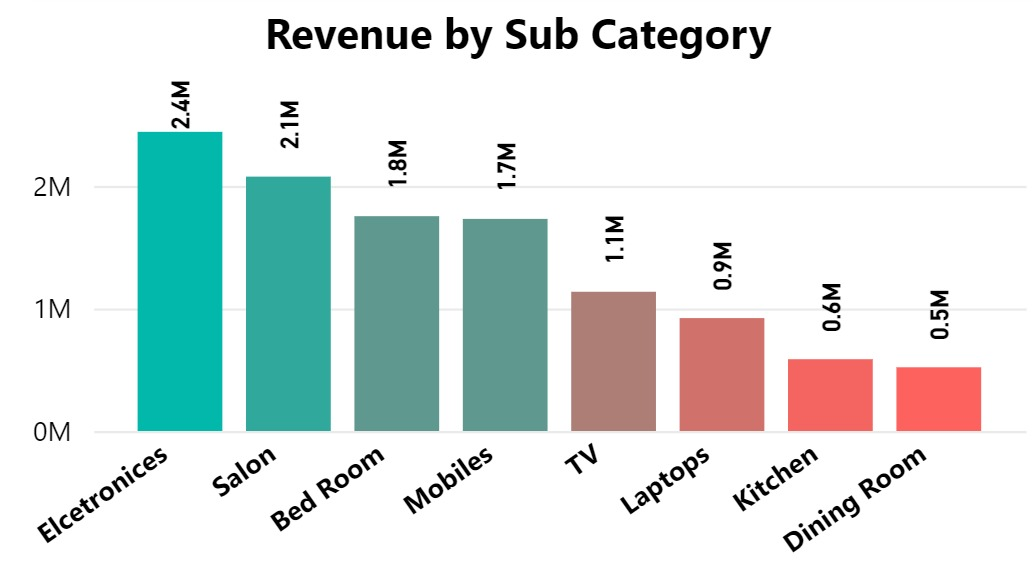 Revenue by Sub Category
2.4M
2.1M
1.8M
1.7M
1.1M
0.9M
0.6M
0.5M
2M
1M
0M
Elcetronices
Salon
Bed Room
Mobiles
TV
Laptops
Kitchen
Dining Room